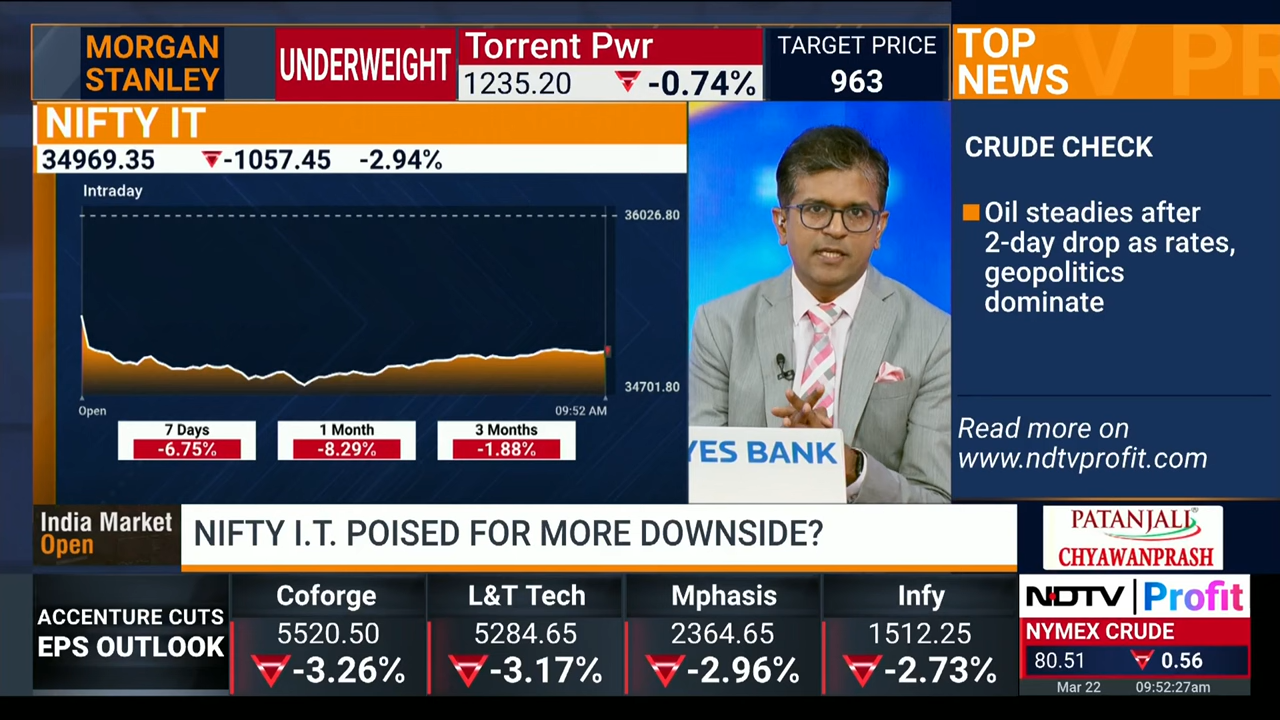 MORGAN
STANLEY
UNDERWEIGHT
Torrent Pwr
1235.20 -0.74%
TARGET PRICE
963
TOP
NEWS
NIFTY IT
34969.35 -1057.45 -2.94%
Intraday
36026.80
34701.80
Open 09:52 AM
7 Days 1 Month 3 Months
-6.75% -8.29% -1.88%
YES BANK
CRUDE CHECK
Oil steadies after
2-day drop as rates,
geopolitics
dominate
Read more on
www.ndtvprofit.com
India Market
Open
NIFTY I.T. POISED FOR MORE DOWNSIDE?
PATANJALI®
CHYAWANPRASH
ACCENTURE CUTS
EPS OUTLOOK
Coforge
5520.50
-3.26%
L&T Tech
5284.65
-3.17%
Mphasis
2364.65
-2.96%
Infy
1512.25
-2.73%
NDTV Profit
NYMEX CRUDE
80.51 0.56
Mar 22 09:52:27am